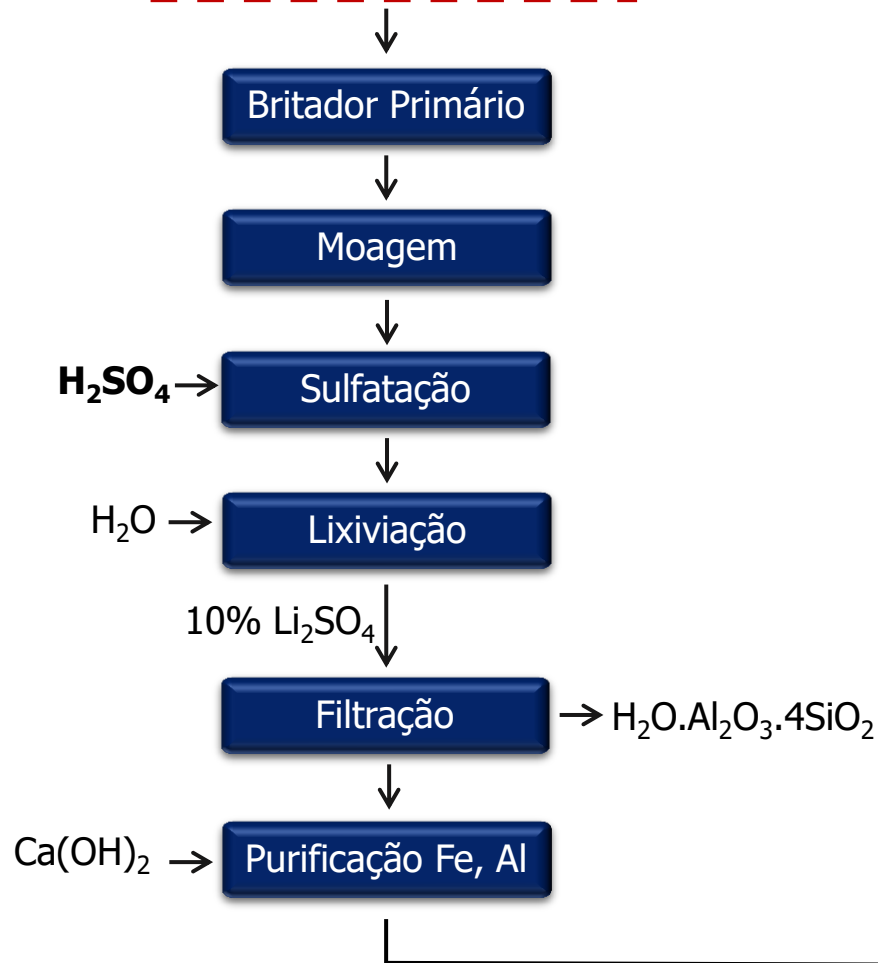 Britador Primário
Moagem
H₂SO₄
Sulfatação
H₂O
Lixiviação
10% Li₂SO₄
Filtração
H₂O.Al₂O₃.4SiO₂
Ca(OH)₂
Purificação Fe, Al